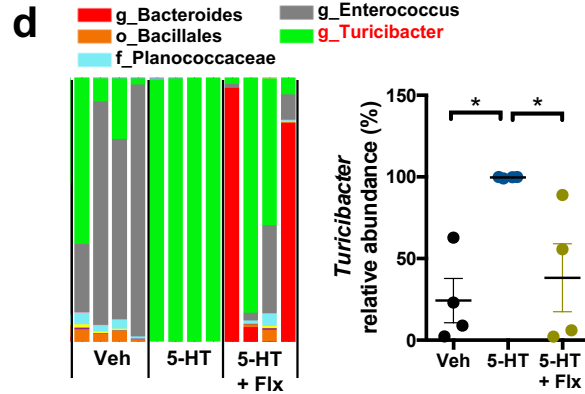 d
g_Bacteroides
g_Enterococcus
o_Bacillales
g_Turicibacter
f_Planococcaceae
Veh
5-HT
5-HT
+ Flx
Turicibacter
relative abundance (%)
150
100
50
0
*
*
Veh
5-HT
5-HT
+ Flx